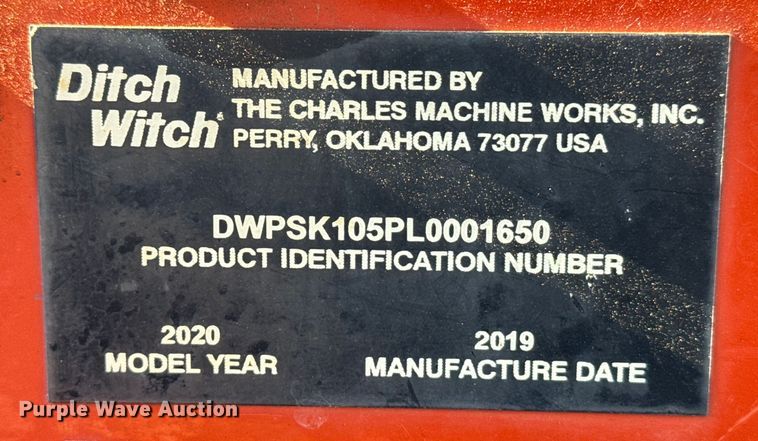 Ditch Witch®
MANUFACTURED BY
THE CHARLES MACHINE WORKS, INC.
PERRY, OKLAHOMA 73077 USA
DWPSK105PL0001650
PRODUCT IDENTIFICATION NUMBER
2020
MODEL YEAR
2019
MANUFACTURE DATE
Purple Wave Auction